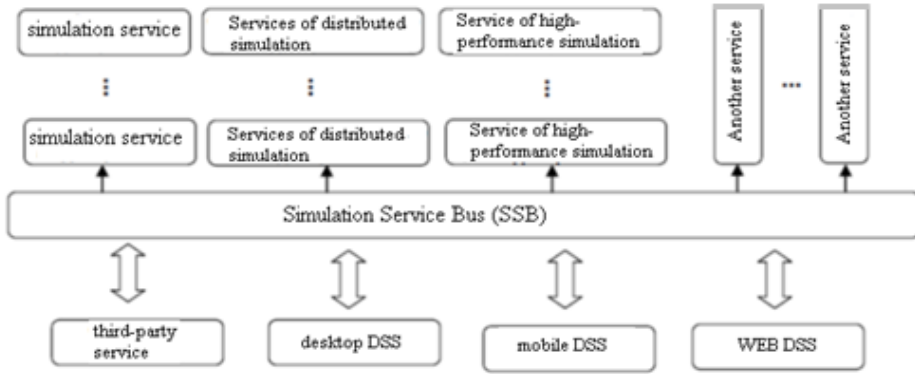 simulation service
Services of distributed
simulation
Service of high-
performance simulation
Another service
...
Another service
...
...
...
simulation service
Services of distributed
simulation
Service of high-
performance simulation
Simulation Service Bus (SSB)
third-party
service
desktop DSS
mobile DSS
WEB DSS